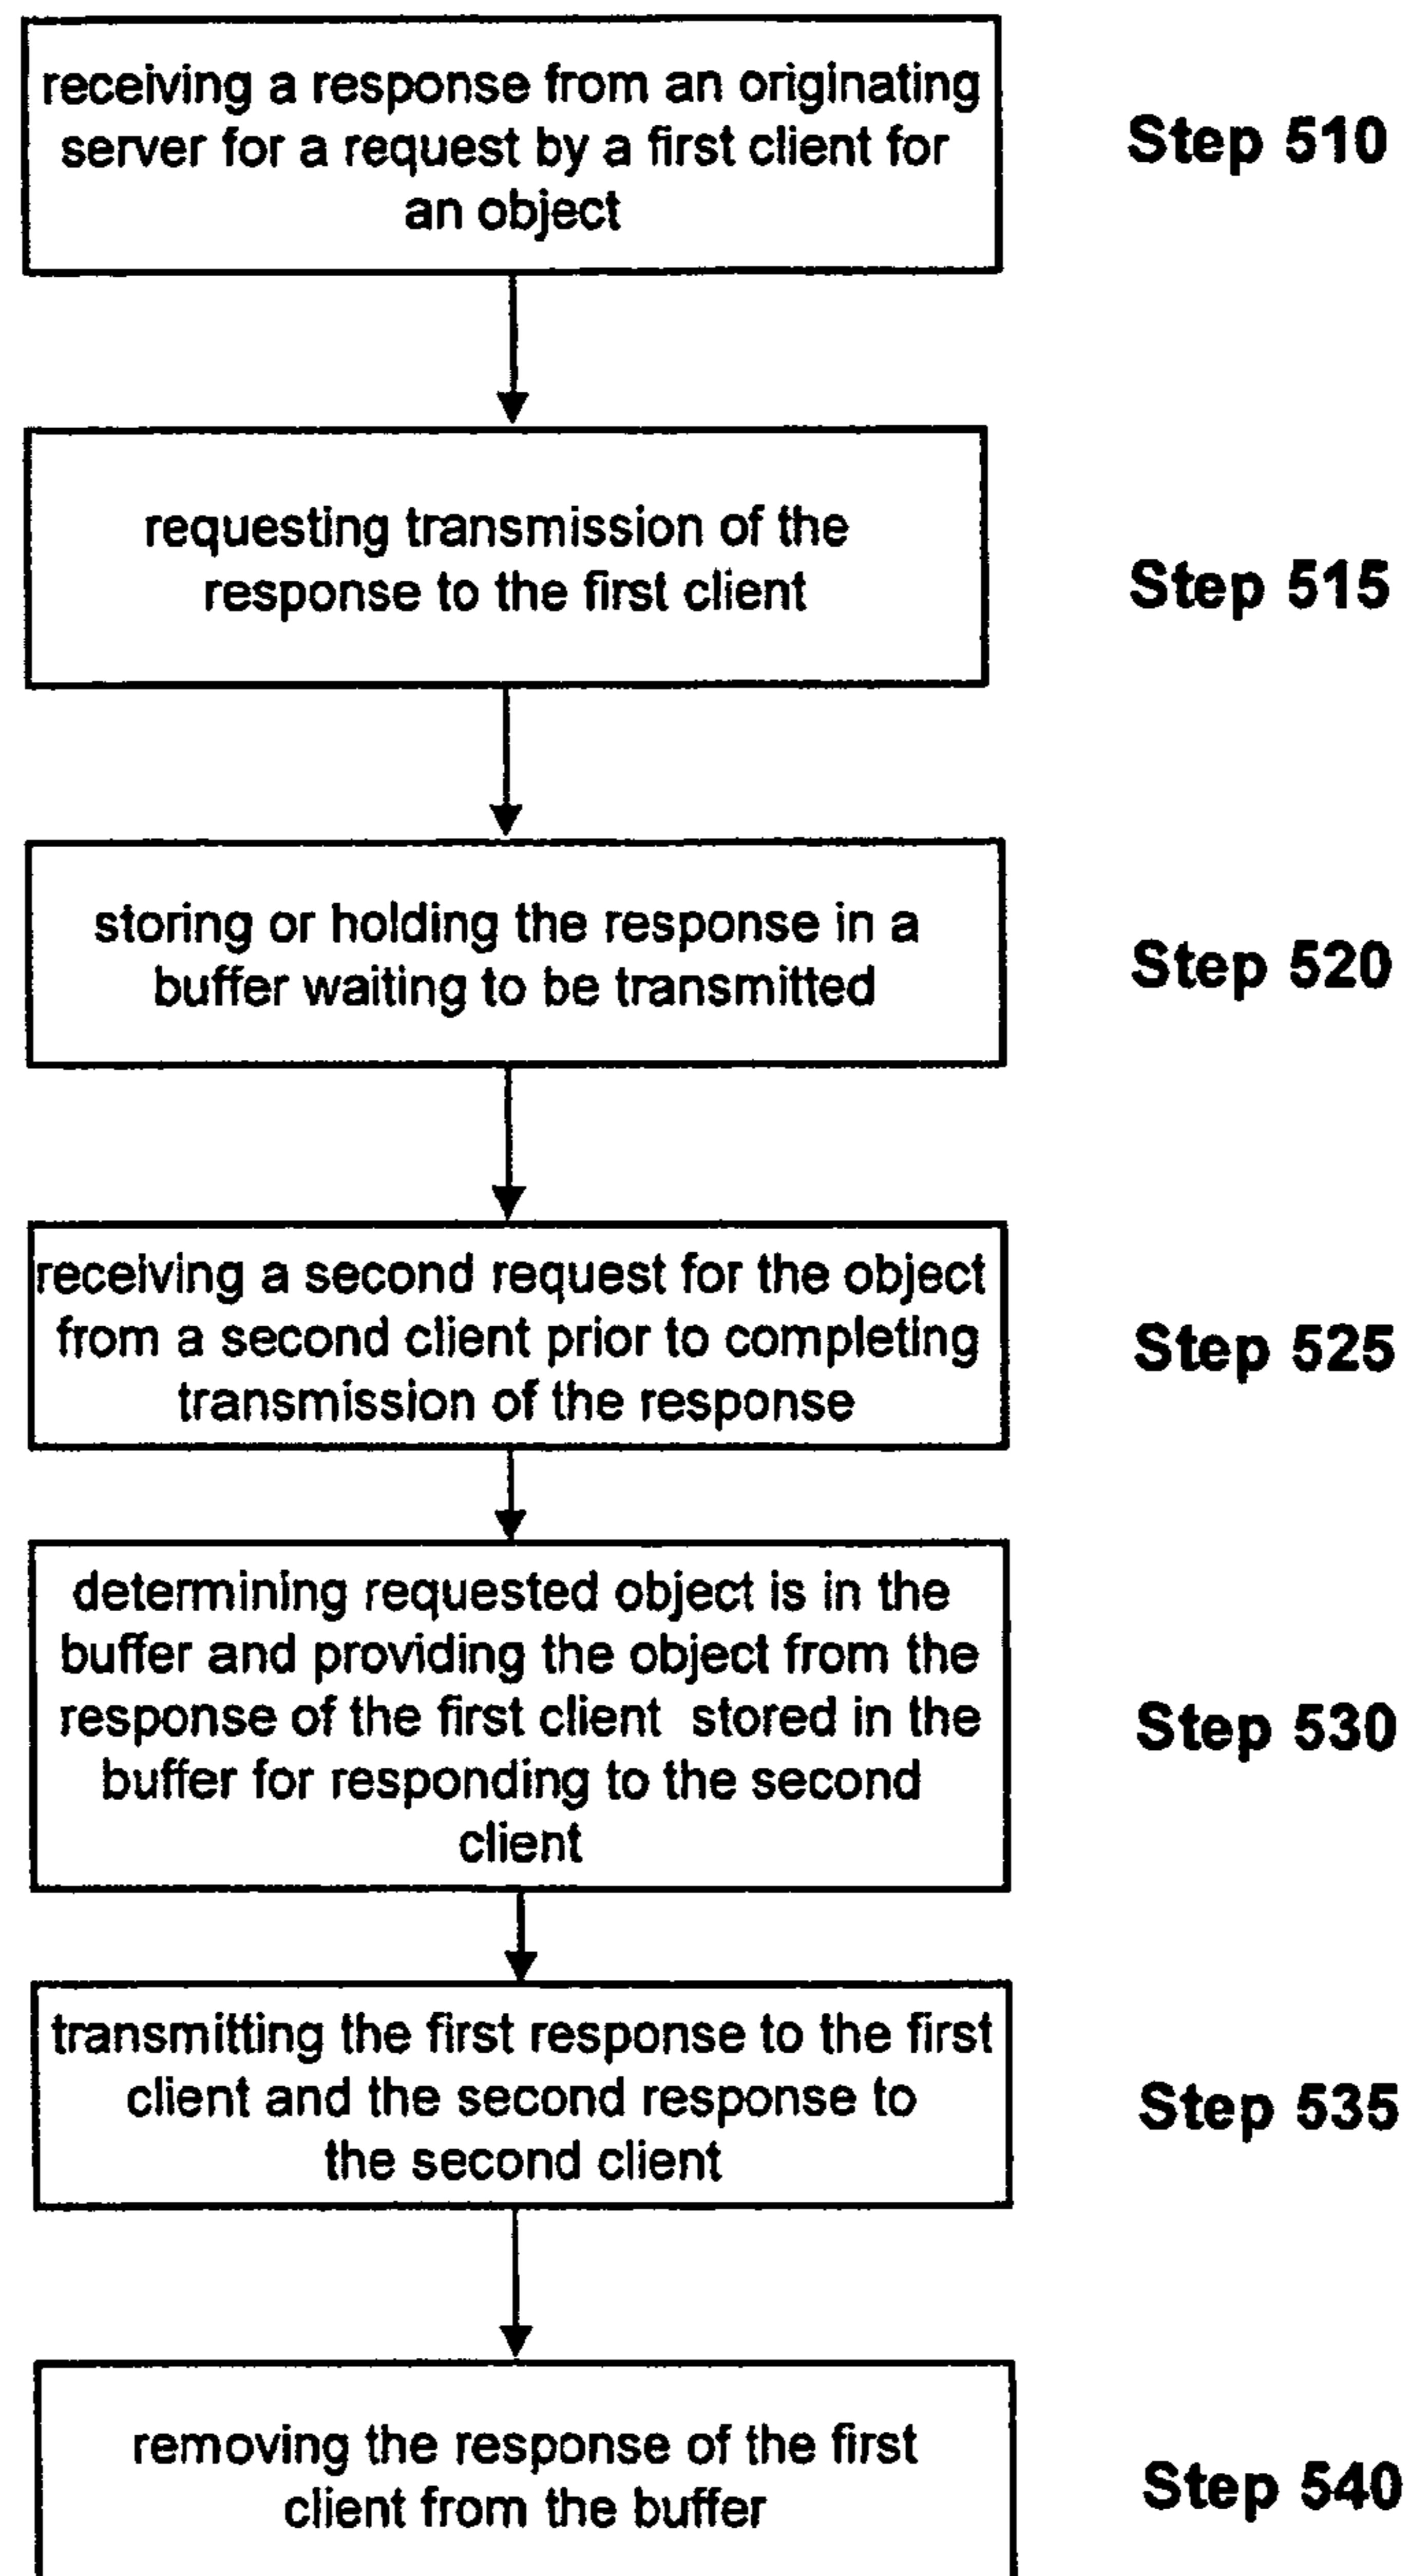 receiving a response from an originating
server for a request by a first client for
an object
Step 510
requesting transmission of the
response to the first client
Step 515
storing or holding the response in a
buffer waiting to be transmitted
Step 520
receiving a second request for the object
from a second client prior to completing
transmission of the response
Step 525
determining requested object is in the
buffer and providing the object from the
response of the first client stored in the
buffer for responding to the second
client
Step 530
transmitting the first response to the first
client and the second response to
the second client
Step 535
removing the response of the first
client from the buffer
Step 540